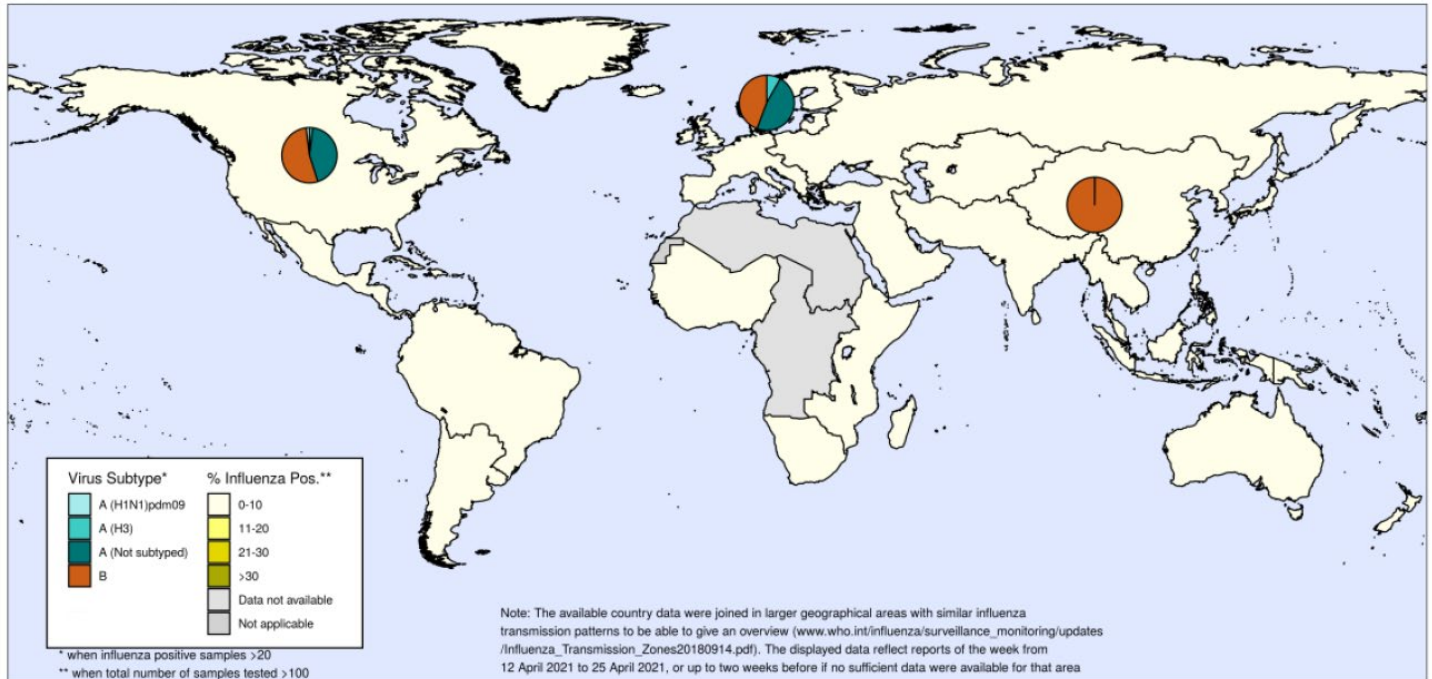 Virus Subtype*
A (H1N1)pdm09
A (H3)
A (Not subtyped)
B
% Influenza Pos.**
0-10
11-20
21-30
>30
Data not available
Not applicable
* when influenza positive samples >20
** when total number of samples tested >100
Note: The available country data were joined in larger geographical areas with similar influenza
transmission patterns to be able to give an overview (www.who.int/influenza/surveillance_monitoring/updates
/Influenza_Transmission_Zones20180914.pdf). The displayed data reflect reports of the week from
12 April 2021 to 25 April 2021, or up to two weeks before if no sufficient data were available for that area